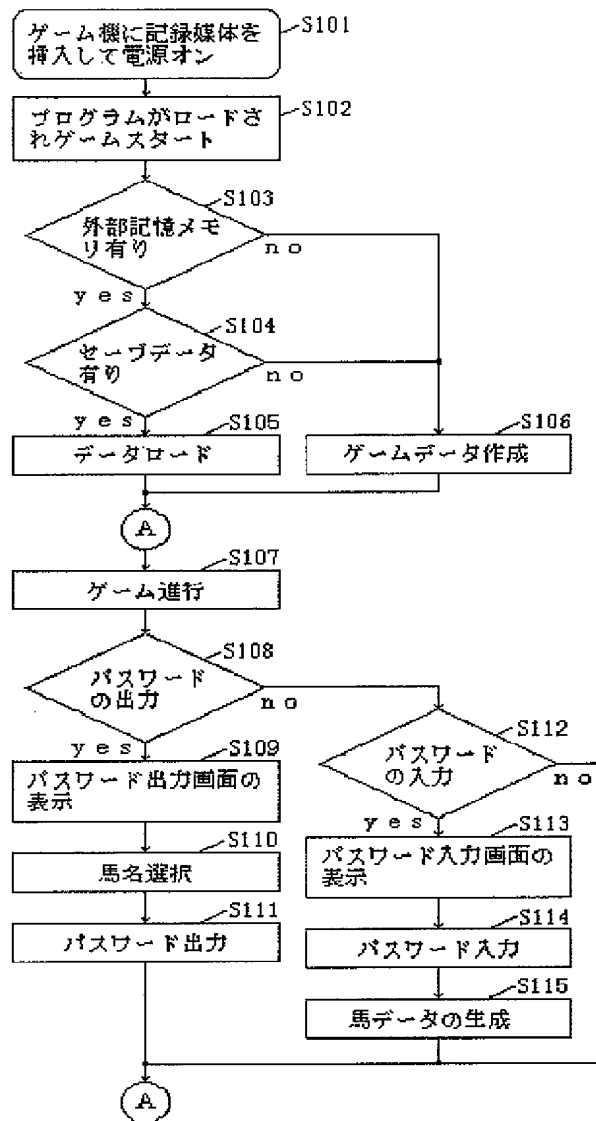 ゲーム機に記録媒体を
挿入して電源オン
S101
プログラムがロードさ
れゲームスタート
S102
外部記憶メモ
リ有り
S103
no
yes
セーブデータ
有り
S104
no
yes
データロード
S105
ゲームデータ作成
S106
A
ゲーム進行
S107
パスワード
の出力
S108
no
yes
パスワード出力画面の
表示
S109
馬名選択
S110
パスワード出力
S111
パスワード
の入力
S112
no
yes
パスワード入力画面の
表示
S113
パスワード入力
S114
馬データの生成
S115
A